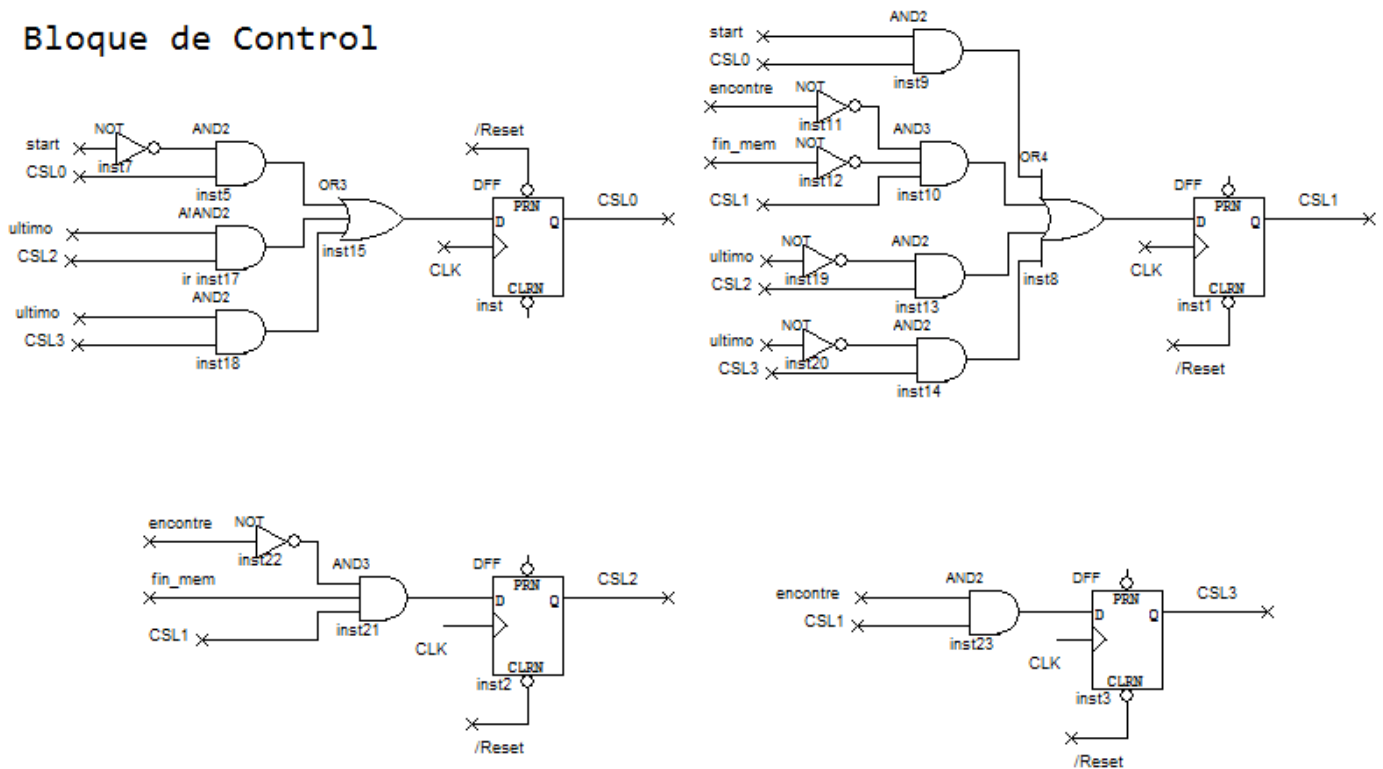 Bloque de Control
start
NOT
inst7
CSL0
AND2
inst5
ultimo
CSL2
AND2
inst17
ultimo
CSL3
AND2
inst18
OR3
inst15
/Reset
DFF
PRN
D
Q
CLRN
inst
CLK
CSL0
start
CSL0
AND2
inst9
encontre
NOT
inst11
fin_mem
NOT
inst12
CSL1
AND3
inst10
ultimo
NOT
inst19
CSL2
AND2
inst13
ultimo
NOT
inst20
CSL3
AND2
inst14
OR4
inst8
DFF
PRN
D
Q
CLRN
inst1
CLK
CSL1
/Reset
encontre
NOT
inst22
fin_mem
CSL1
AND3
inst21
DFF
PRN
D
Q
CLRN
inst2
CLK
CSL2
/Reset
encontre
CSL1
AND2
inst23
DFF
PRN
D
Q
CLRN
inst3
CLK
CSL3
/Reset